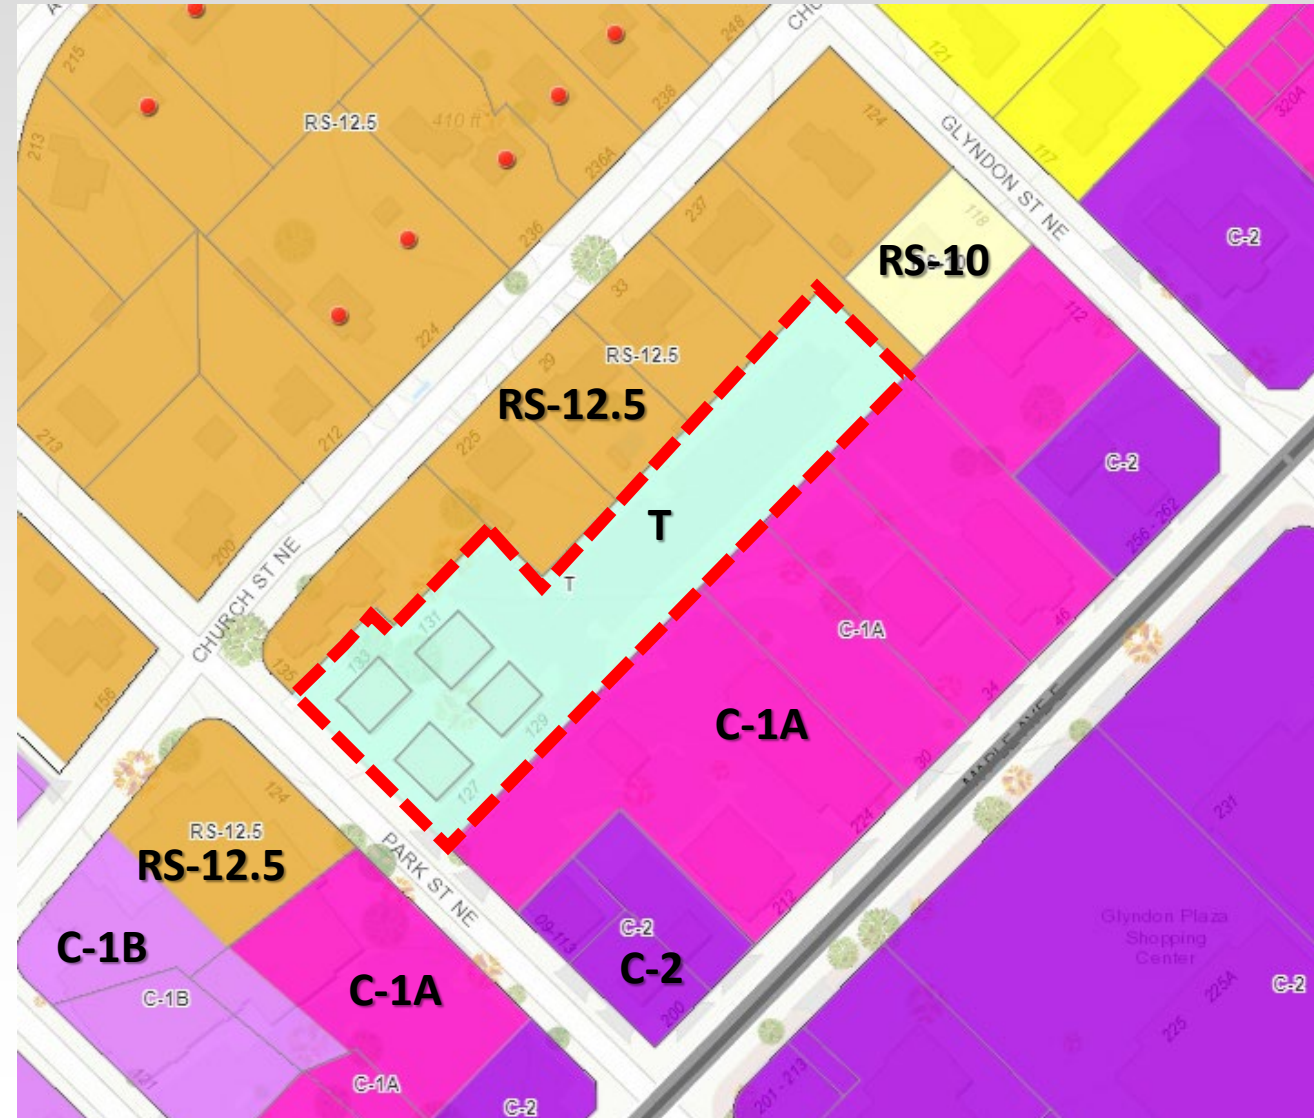 CHU
248
215
121
320A
124
RS-12.5
410 ft
238
GLYNDON ST NE
213
117
236A
118
237
236
C-2
RS-10
33
112
224
RS-12.5
29
RS-12.5
213
212
225
C-2
T
256 - 262
200
T
CHURCH ST NE
131
46
C-1A
133
135
34
156
129
C-1A
MAPLE AVE E
30
127
124
231
RS-12.5
224
RS-12.5
PARK ST NE
212
Glyndon Plaza
Shopping
Center
C-2
09-113
C-1B
C-2
C-1A
225A
C-2
C-1B
200
225
121
C-1A
201 - 213
C-2